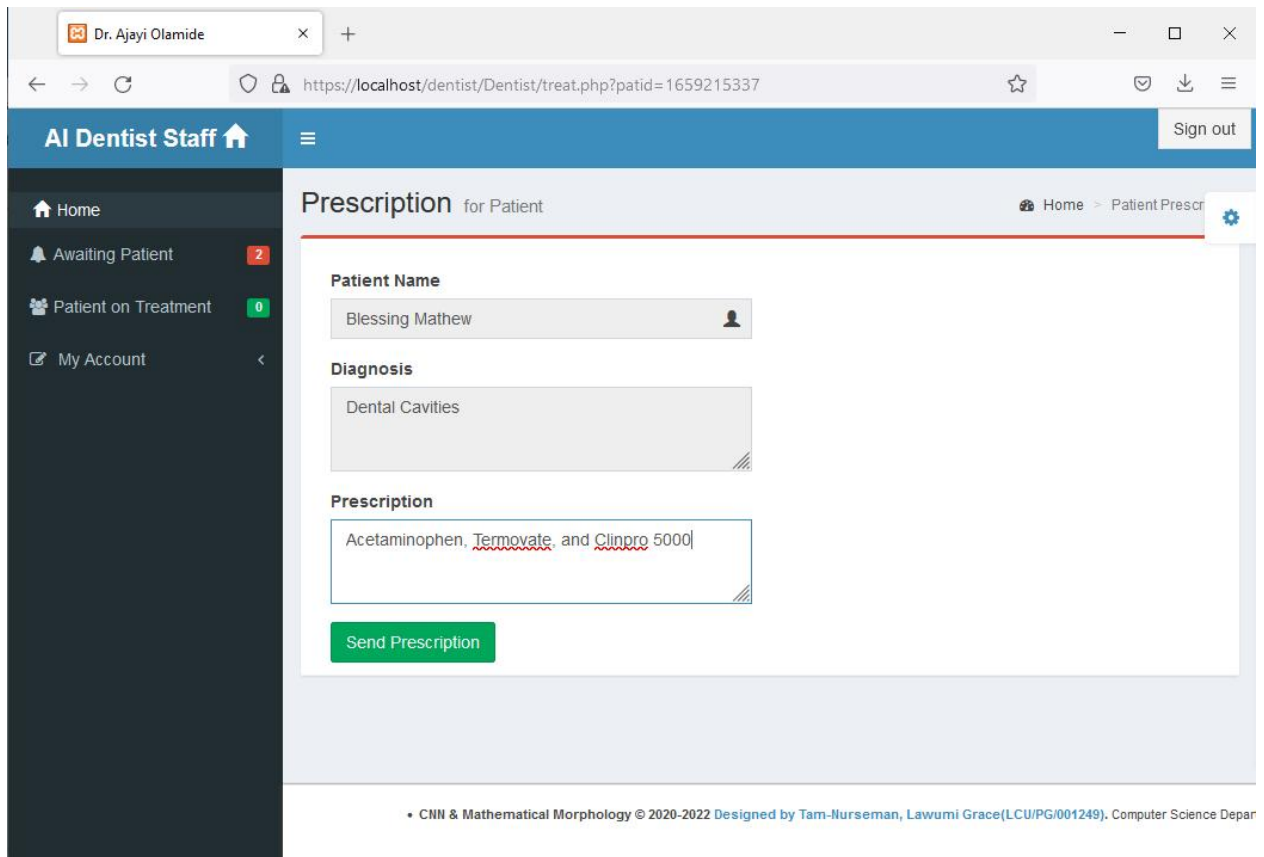 Dr. Ajayi Olamide
https://localhost/dentist/Dentist/treat.php?patid=1659215337
AI Dentist Staff
Sign out
Home
Awaiting Patient 2
Patient on Treatment 0
My Account
Prescription for Patient
Home > Patient Prescr
Patient Name
Blessing Mathew
Diagnosis
Dental Cavities
Prescription
Acetaminophen, Termovate, and Clinpro 5000
Send Prescription
• CNN & Mathematical Morphology © 2020-2022 Designed by Tam-Nurseman, Lawumi Grace(LCU/PG/001249). Computer Science Depar